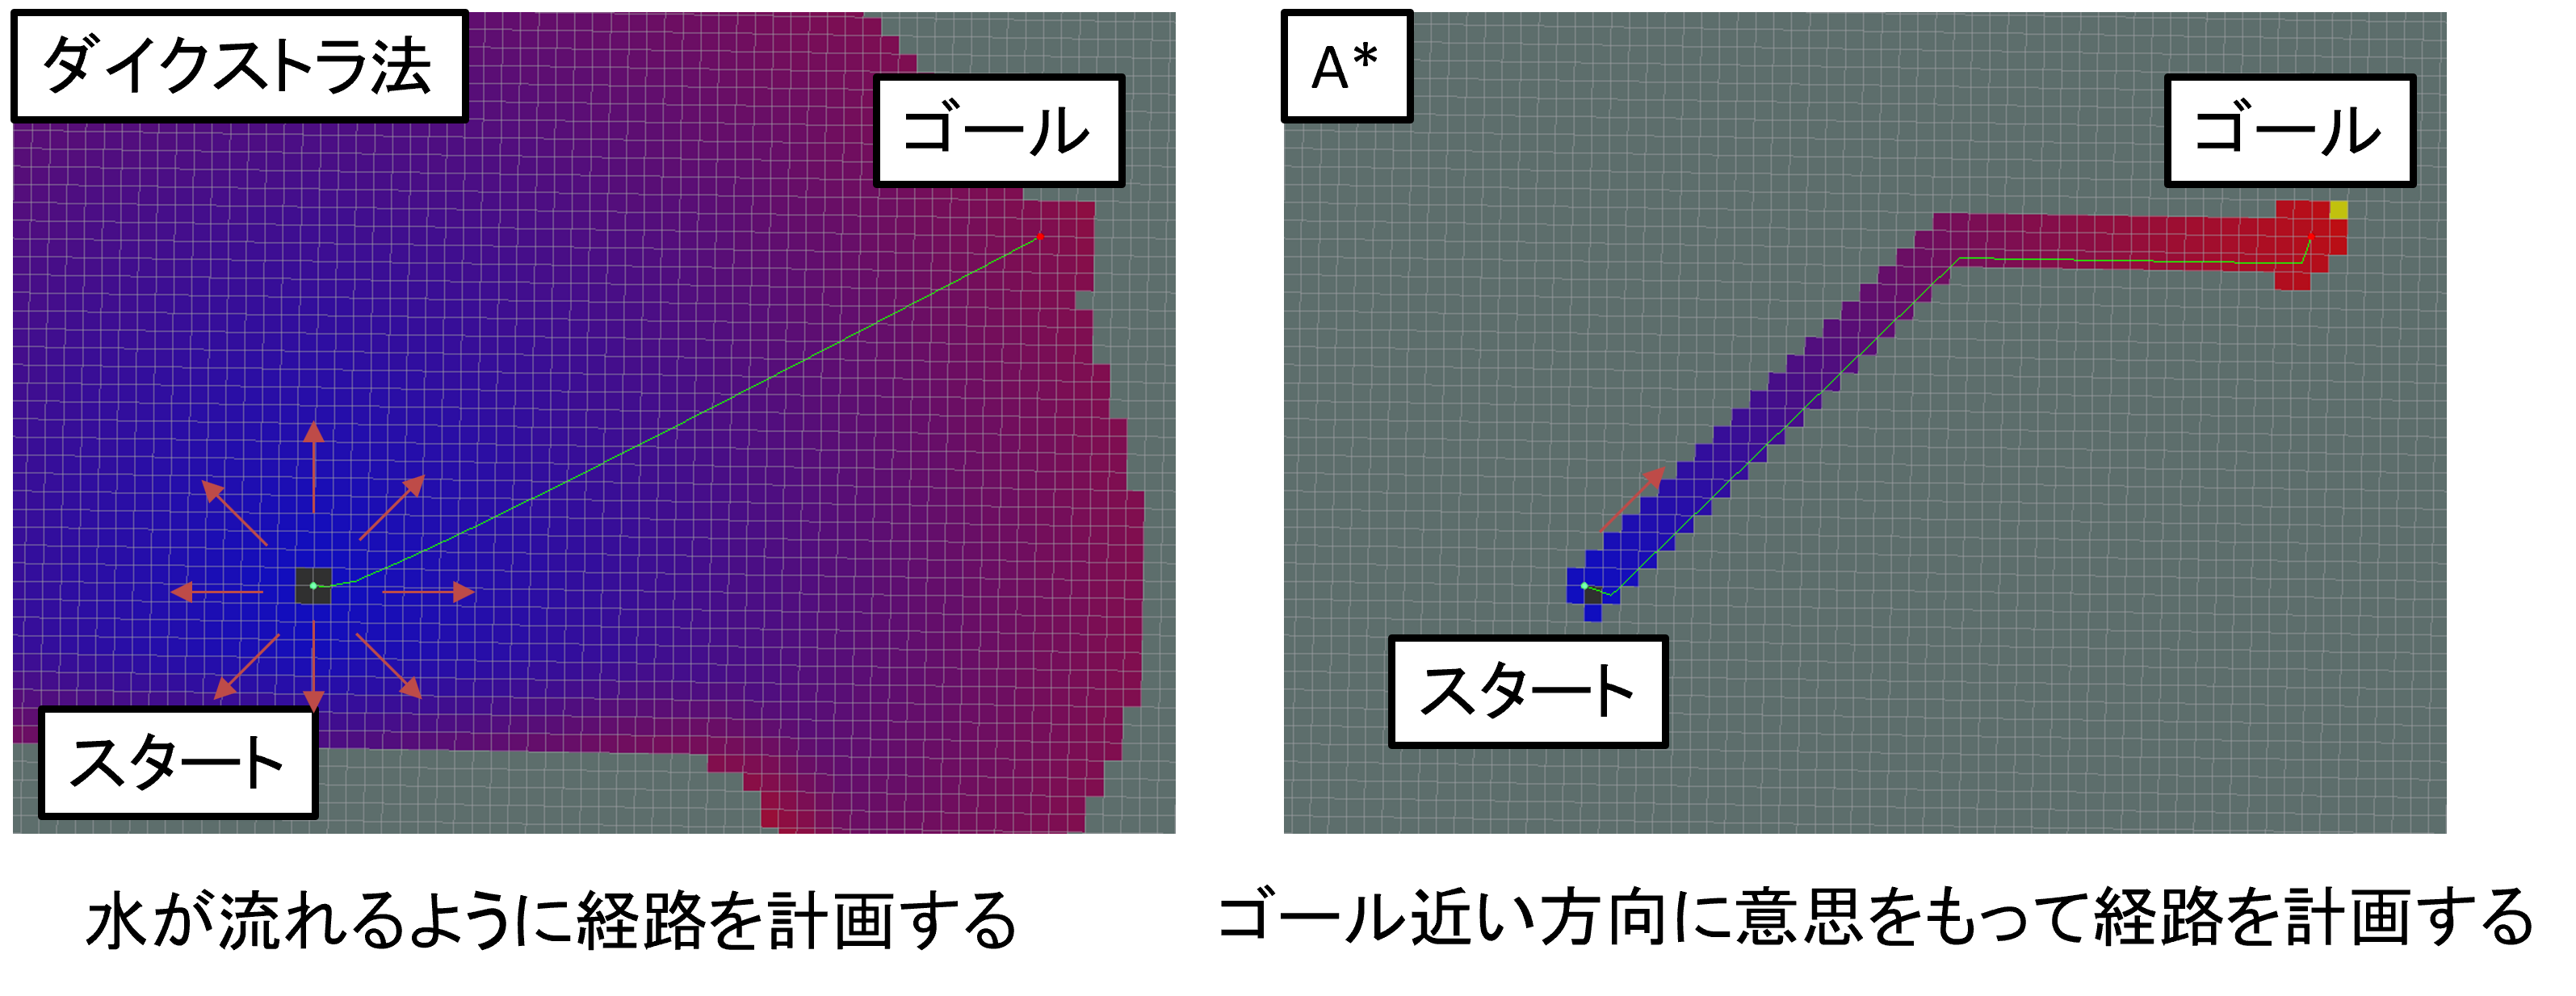 ダイクストラ法
ゴール
スタート
水が流れるように経路を計画する
A*
ゴール
スタート
ゴール近い方向に意思をもって経路を計画する